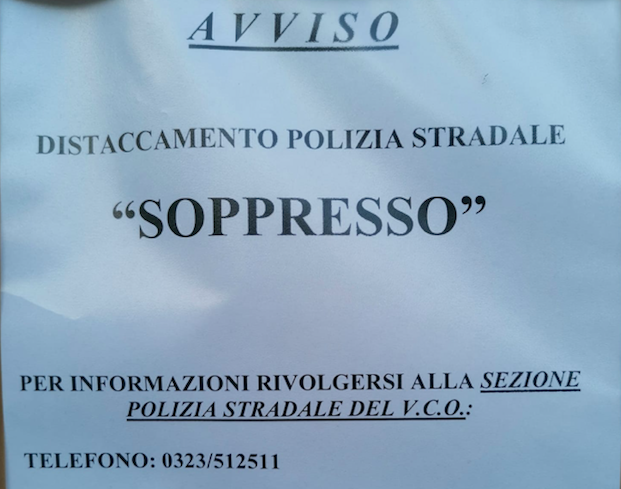 AVVISO
DISTACCAMENTO POLIZIA STRADALE
“SOPPRESSO”
PER INFORMAZIONI RIVOLGERSI ALLA SEZIONE
POLIZIA STRADALE DEL V.C.O.:
TELEFONO: 0323/512511